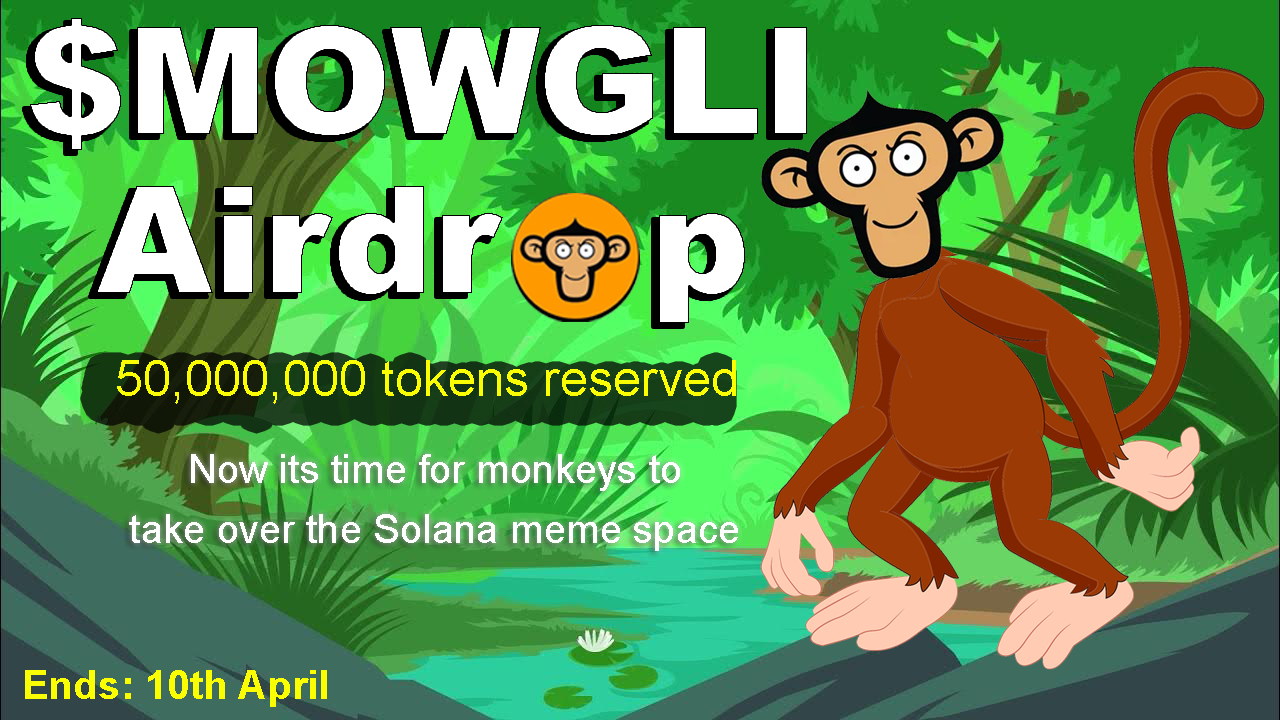 $MOWGLI
Airdrop
50,000,000 tokens reserved
Now its time for monkeys to
take over the Solana meme space
Ends: 10th April